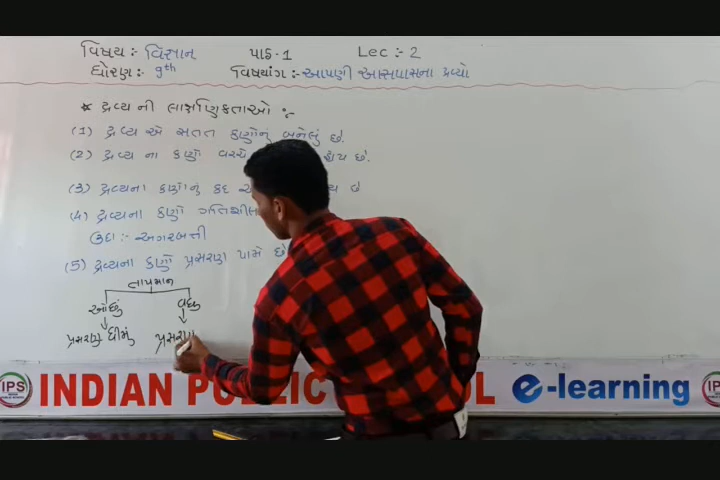 વિષય :- વિજ્ઞાન પાઠ-1 Lec :- 2
ધોરણ :- 9th વિષયાંગ :- આપણી આસપાસના દ્રવ્યો
* દ્રવ્ય ની લાક્ષણિકતાઓ :-
(1) દ્રવ્ય એ સતત કણોનું બનેલું છે.
(2) દ્રવ્ય ના કણો વચ્ચે હોય છે.
(3) દ્રવ્યના કણોનું કદ છે
(4) દ્રવ્યના કણો ગતિશીલ
ઉદા :- અગરબત્તી
(5) દ્રવ્યના કણો પ્રસરણ પામે છે
તાપમાન
ઓછું વધુ
પ્રસરણ ધીમું પ્રસરણ
IPS INDIAN PUBLIC e-learning IPS